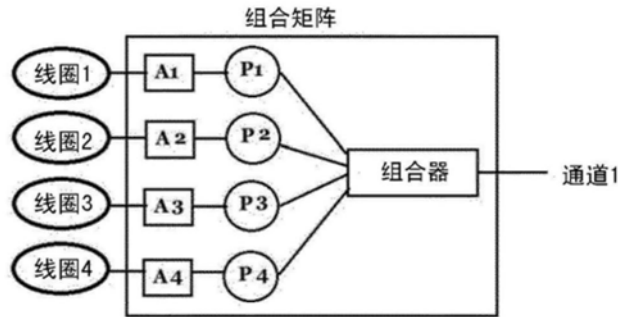 组合矩阵
线圈1 A1 P1
线圈2 A2 P2
组合器 通道1
线圈3 A3 P3
线圈4 A4 P4